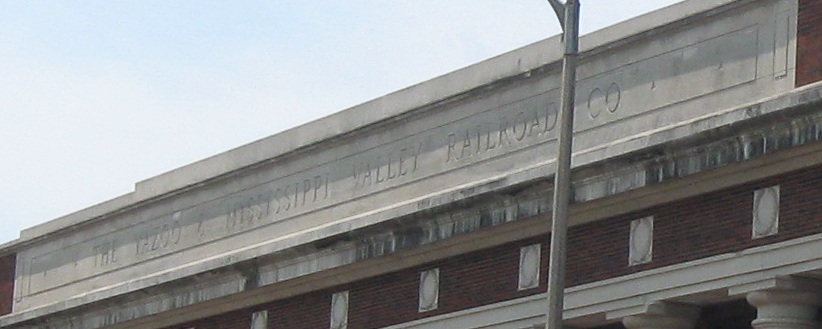 THE YAZOO & MISSISSIPPI VALLEY RAILROAD CO